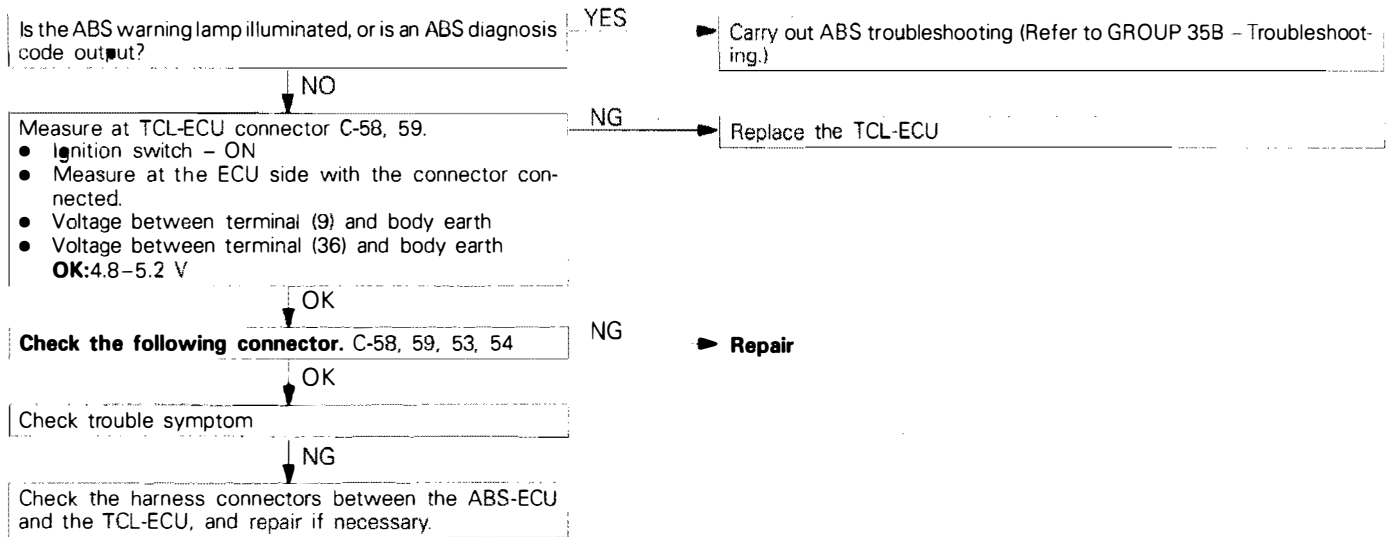 Is the ABS warning lamp illuminated, or is an ABS diagnosis
code output?
YES
Carry out ABS troubleshooting (Refer to GROUP 35B – Troubleshoot-
ing.)
NO
Measure at TCL-ECU connector C-58, 59.
● Ignition switch – ON
● Measure at the ECU side with the connector con-
nected.
● Voltage between terminal (9) and body earth
● Voltage between terminal (36) and body earth
OK:4.8–5.2 V
NG
Replace the TCL-ECU
OK
Check the following connector. C-58, 59, 53, 54
NG
Repair
OK
Check trouble symptom
NG
Check the harness connectors between the ABS-ECU
and the TCL-ECU, and repair if necessary.